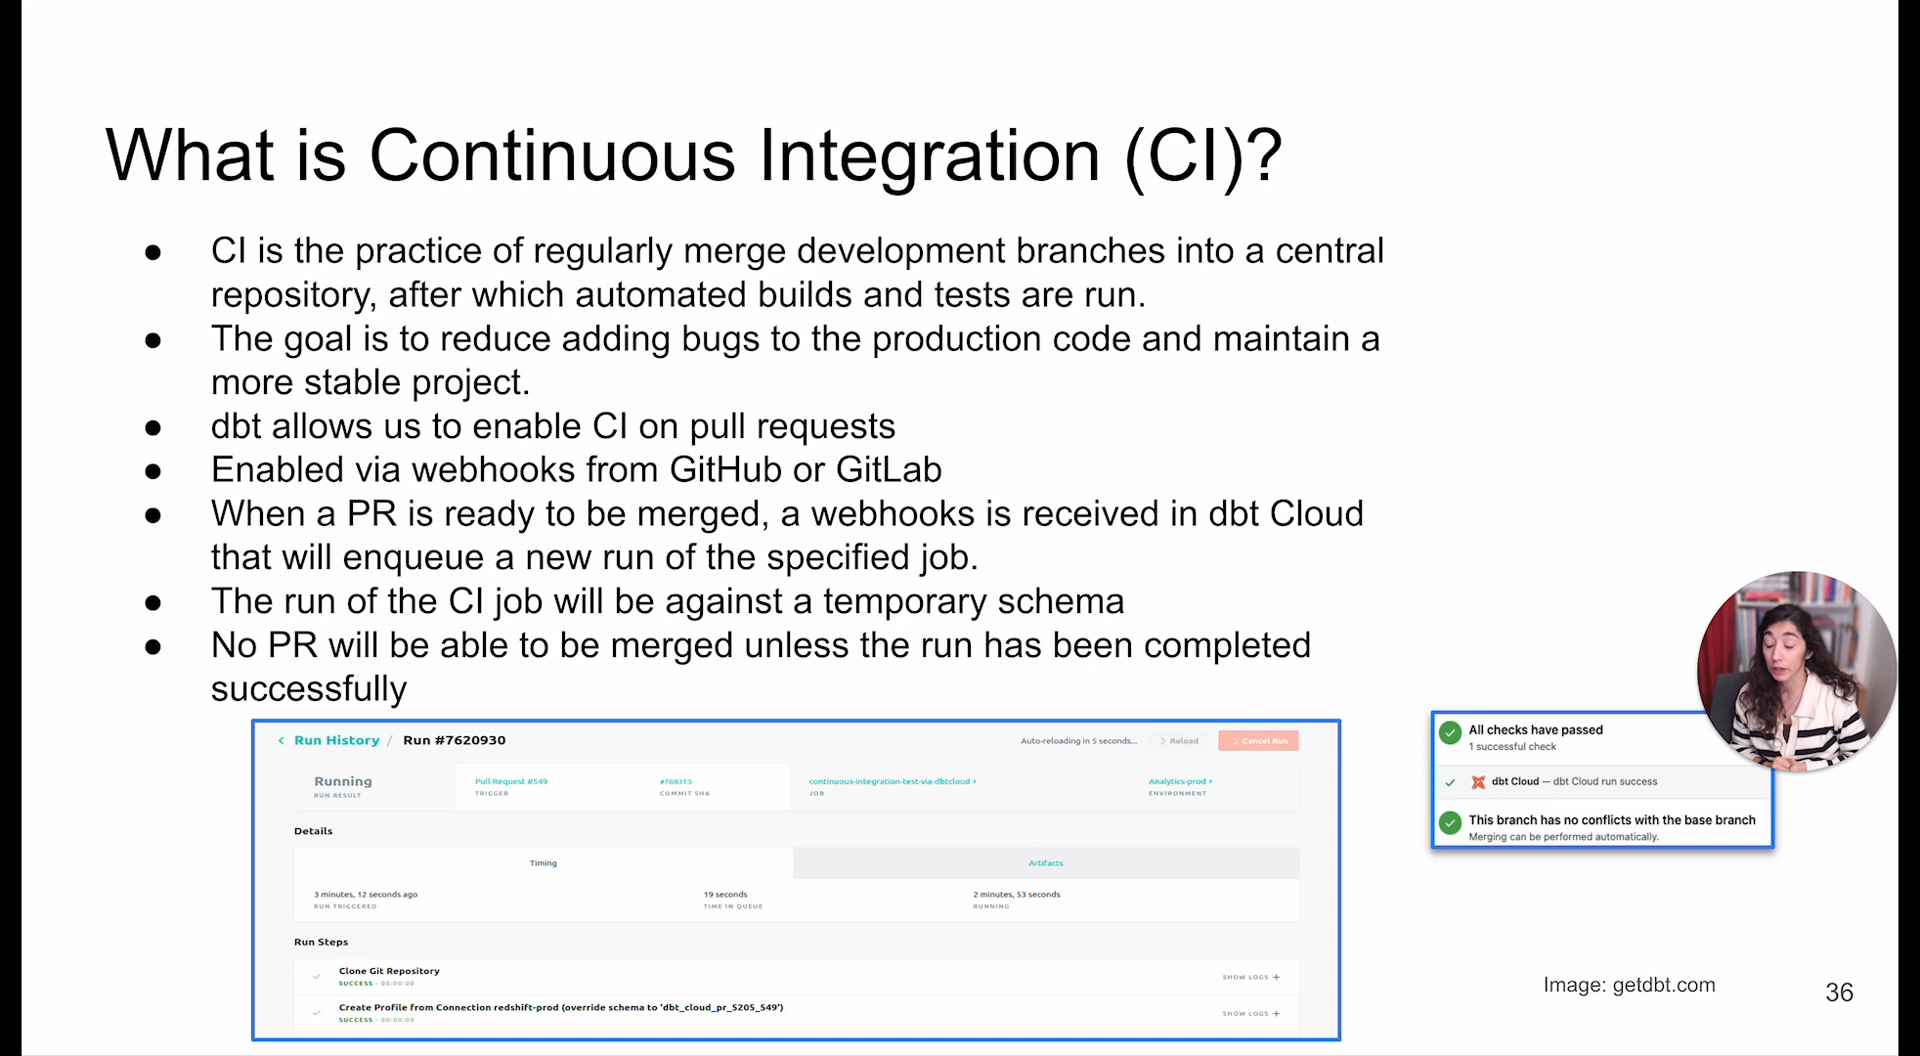 What is Continuous Integration (CI)?
● CI is the practice of regularly merge development branches into a central
repository, after which automated builds and tests are run.
● The goal is to reduce adding bugs to the production code and maintain a
more stable project.
● dbt allows us to enable CI on pull requests
● Enabled via webhooks from GitHub or GitLab
● When a PR is ready to be merged, a webhooks is received in dbt Cloud
that will enqueue a new run of the specified job.
● The run of the CI job will be against a temporary schema
● No PR will be able to be merged unless the run has been completed
successfully
< Run History / Run #7620930 Auto-reloading in 5 seconds... Reload Cancel Run
Running Pull Request #549 continuous-integration-test-via-dbtcloud > Analytics-prod >
RUN RESULT TRIGGER COMMIT SHA JOB ENVIRONMENT
Details
Timing Artifacts
3 minutes, 12 seconds ago 19 seconds 2 minutes, 53 seconds
RUN TRIGGERED TIME IN QUEUE RUNNING
Run Steps
Clone Git Repository SHOW LOGS +
SUCCESS - 00:00:00
Create Profile from Connection redshift-prod (override schema to 'dbt_cloud_pr_5205_549') SHOW LOGS +
SUCCESS - 00:00:00
All checks have passed
1 successful check
dbt Cloud — dbt Cloud run success
This branch has no conflicts with the base branch
Merging can be performed automatically.
Image: getdbt.com
36